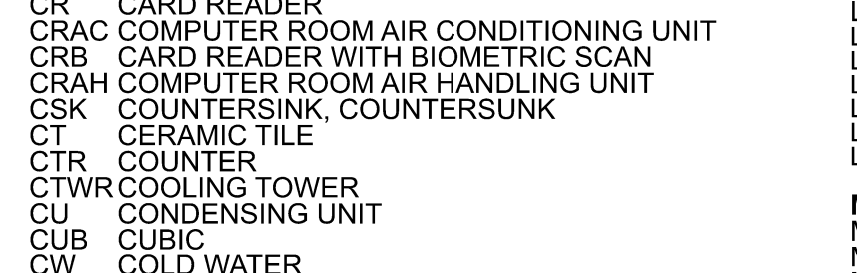 CR CARD READER
CRAC COMPUTER ROOM AIR CONDITIONING UNIT
CRB CARD READER WITH BIOMETRIC SCAN
CRAH COMPUTER ROOM AIR HANDLING UNIT
CSK COUNTERSINK, COUNTERSUNK
CT CERAMIC TILE
CTR COUNTER
CTWR COOLING TOWER
CU CONDENSING UNIT
CUB CUBIC
CW COLD WATER